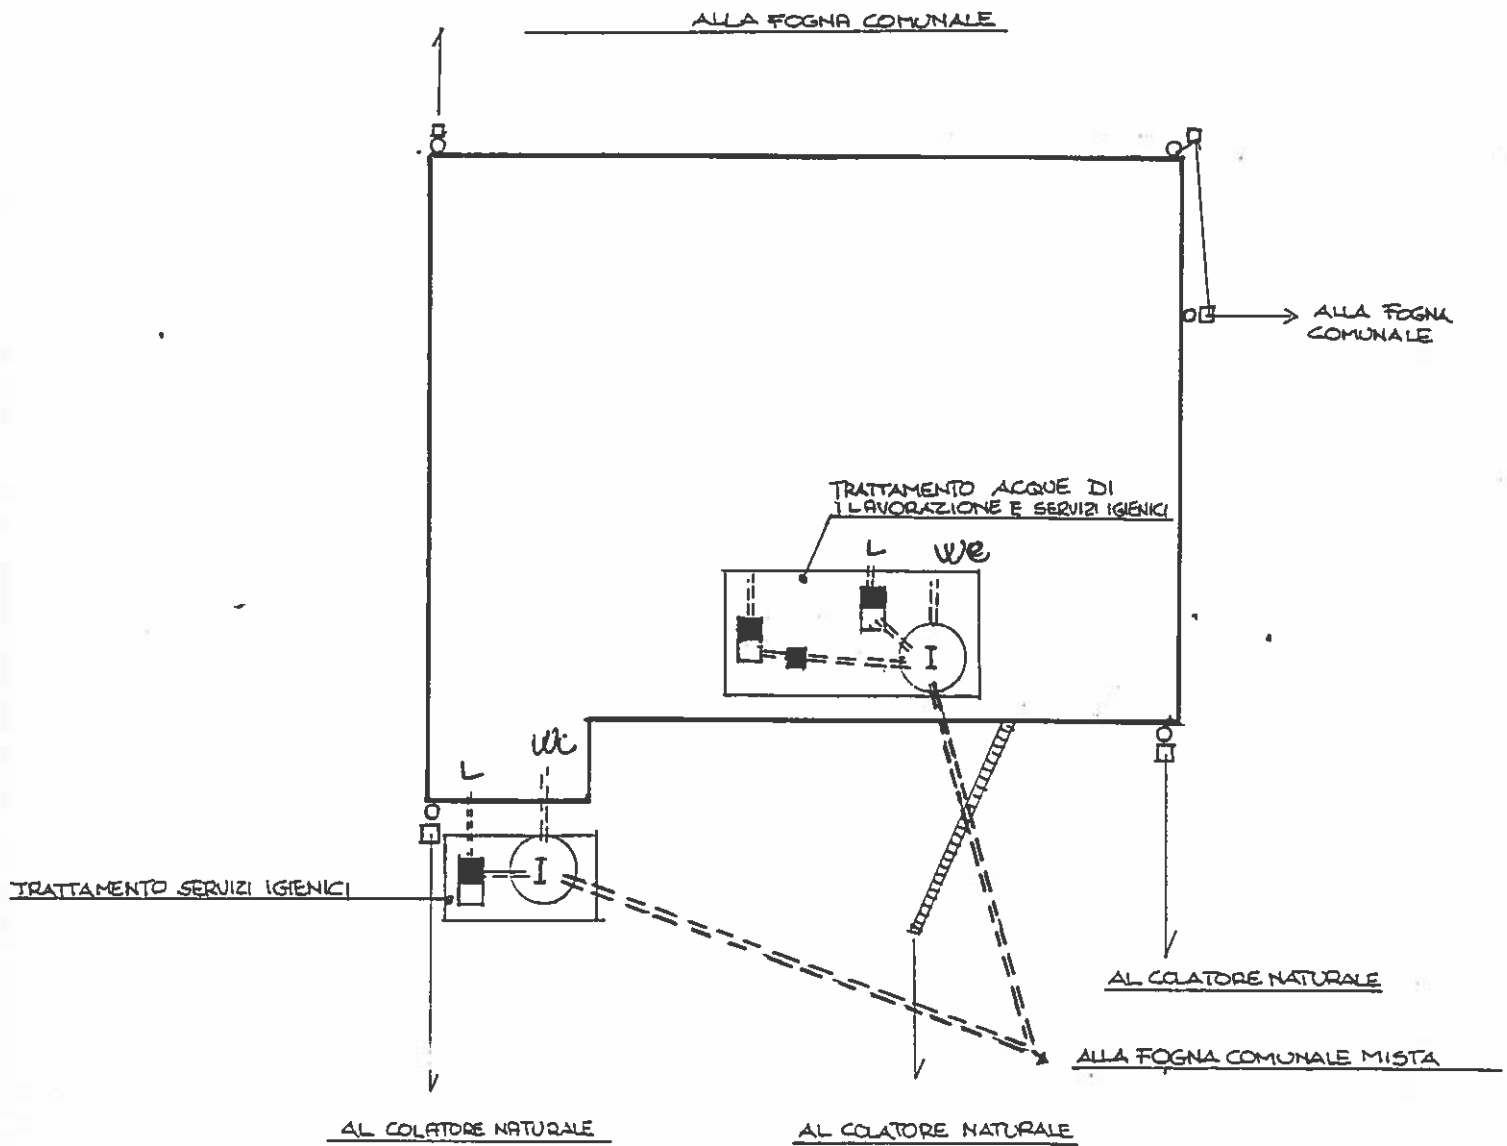 ALLA FOGNA COMUNALE
ALLA FOGNA
COMUNALE
TRATTAMENTO ACQUE DI
LAVORAZIONE E SERVIZI IGIENICI
L
WC
I
WC
L
I
TRATTAMENTO SERVIZI IGIENICI
AL COLATORE NATURALE
ALLA FOGNA COMUNALE MISTA
AL COLATORE NATURALE
AL COLATORE NATURALE